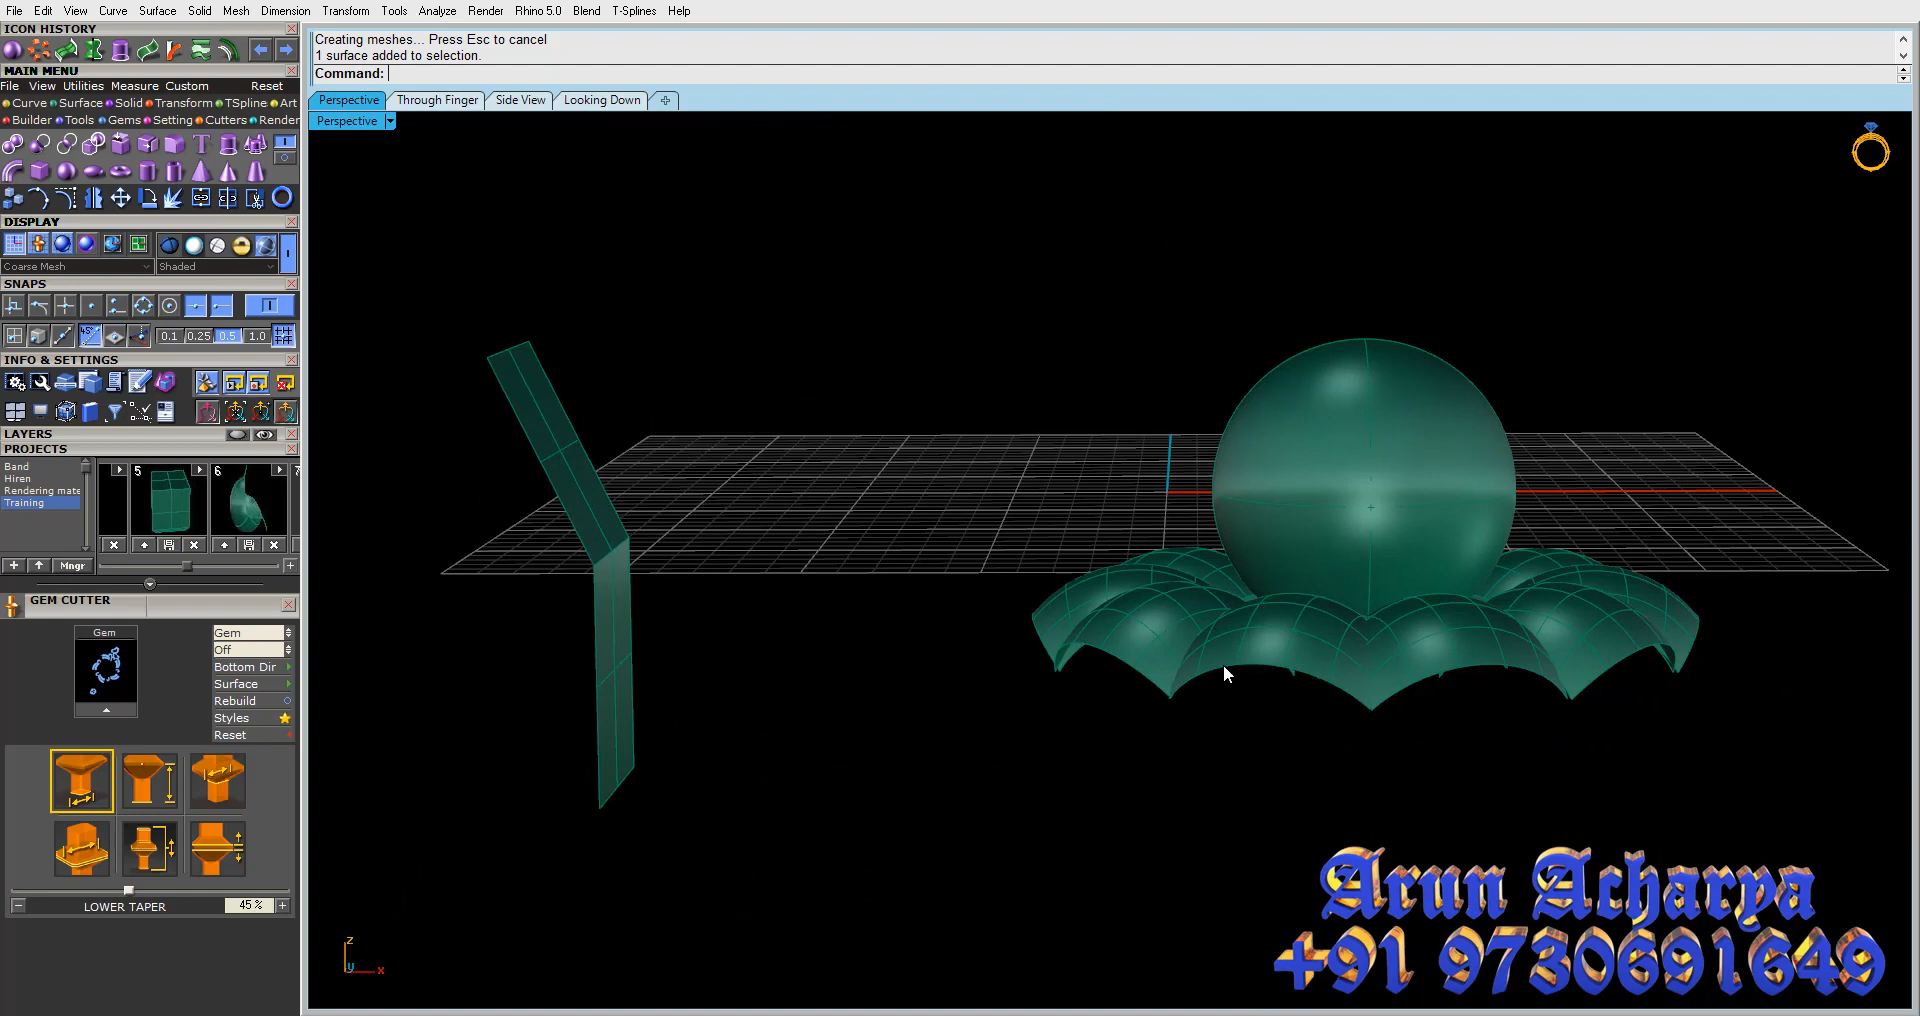 File Edit View Curve Surface Solid Mesh Dimension Transform Tools Analyze Render Rhino 5.0 Blend T-Splines Help
ICON HISTORY
MAIN MENU
File View Utilities Measure Custom Reset
Curve Surface Solid Transform TSpline Art
Builder Tools Gems Setting Cutters Render
DISPLAY
Coarse Mesh Shaded
SNAPS
45°
0.1 0.25 0.5 1.0
INFO & SETTINGS
LAYERS
PROJECTS
Band
Hiren
Rendering mate
Training
5 6 7
Mngr
GEM CUTTER
Gem
Gem
Off
Bottom Dir
Surface
Rebuild
Styles
Reset
LOWER TAPER 45 %
Creating meshes... Press Esc to cancel
1 surface added to selection.
Command:
Perspective Through Finger Side View Looking Down
Perspective
z
y x
Arun Acharya
+91 9730691649